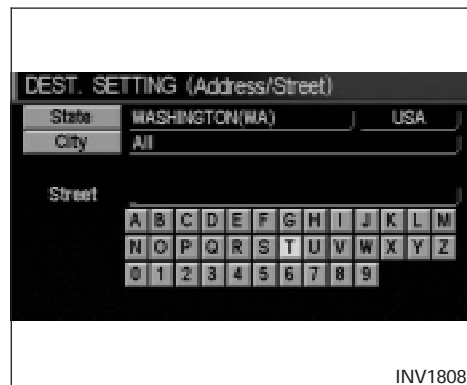 DEST. SETTING (Address/Street)
State WASHINGTON(WA) USA
City All
Street _
A B C D E F G H I J K L M
N O P Q R S T U V W X Y Z
0 1 2 3 4 5 6 7 8 9
INV1808